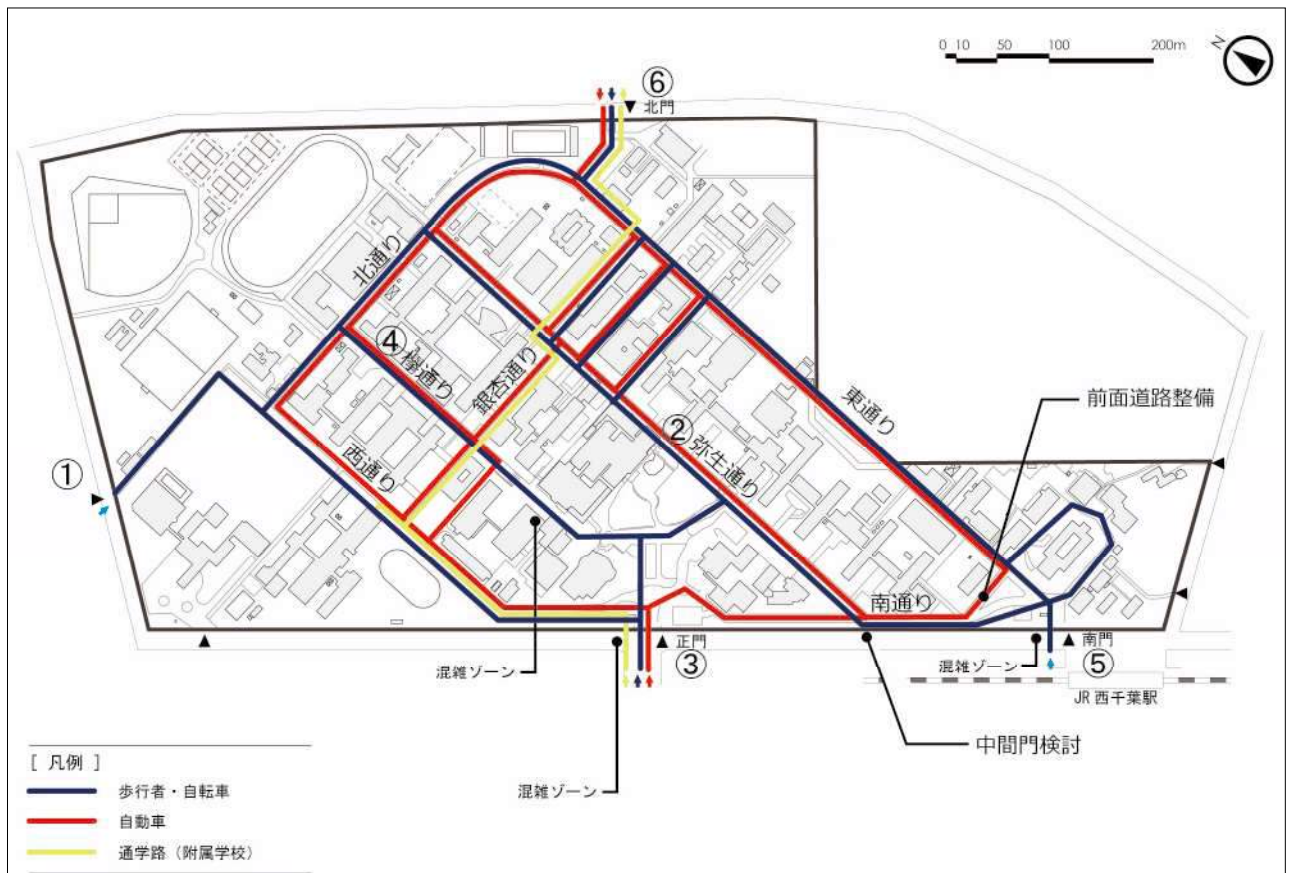 0 10 50 100 200m
N
⑥
北門
北通り
④欅通り
銀杏通り
東通り
前面道路整備
①
西通り
②弥生通り
南通り
正門
③
混雑ゾーン
混雑ゾーン
南門
⑤
JR 西千葉駅
中間門検討
混雑ゾーン
[ 凡例 ]
歩行者・自転車
自動車
通学路（附属学校）